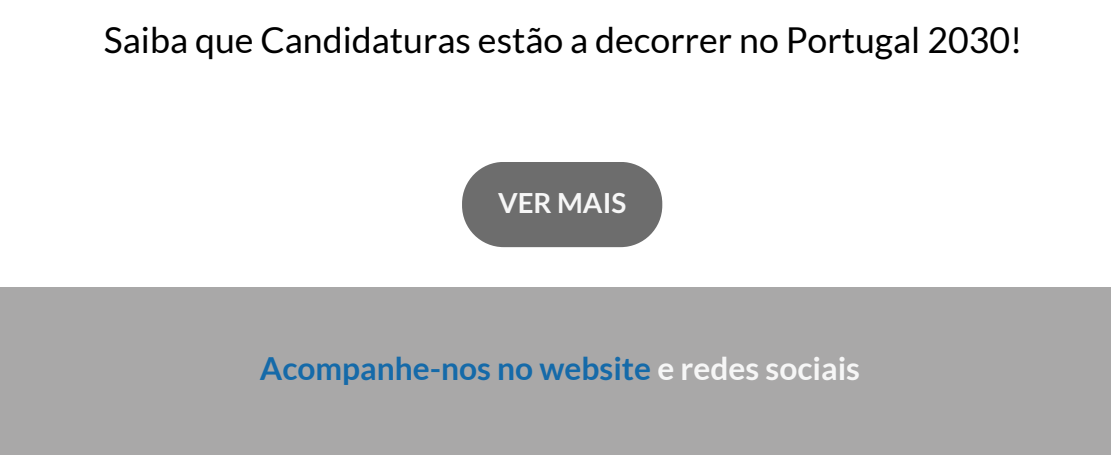 Saiba que Candidaturas estão a decorrer no Portugal 2030!
VER MAIS
Acompanhe-nos no website e redes sociais